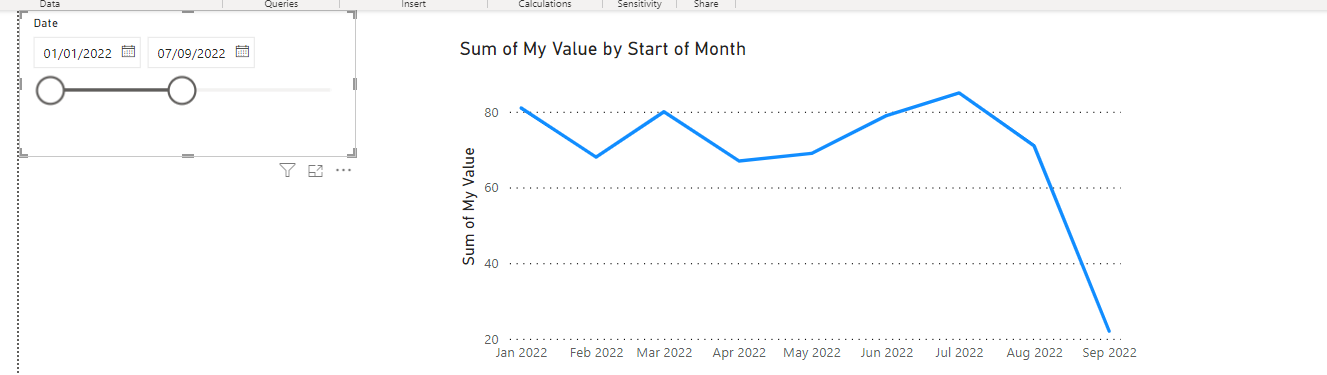 Data Queries Insert Calculations Sensitivity Share
Date
01/01/2022 07/09/2022
Sum of My Value by Start of Month
Sum of My Value
80
60
40
20
Jan 2022 Feb 2022 Mar 2022 Apr 2022 May 2022 Jun 2022 Jul 2022 Aug 2022 Sep 2022